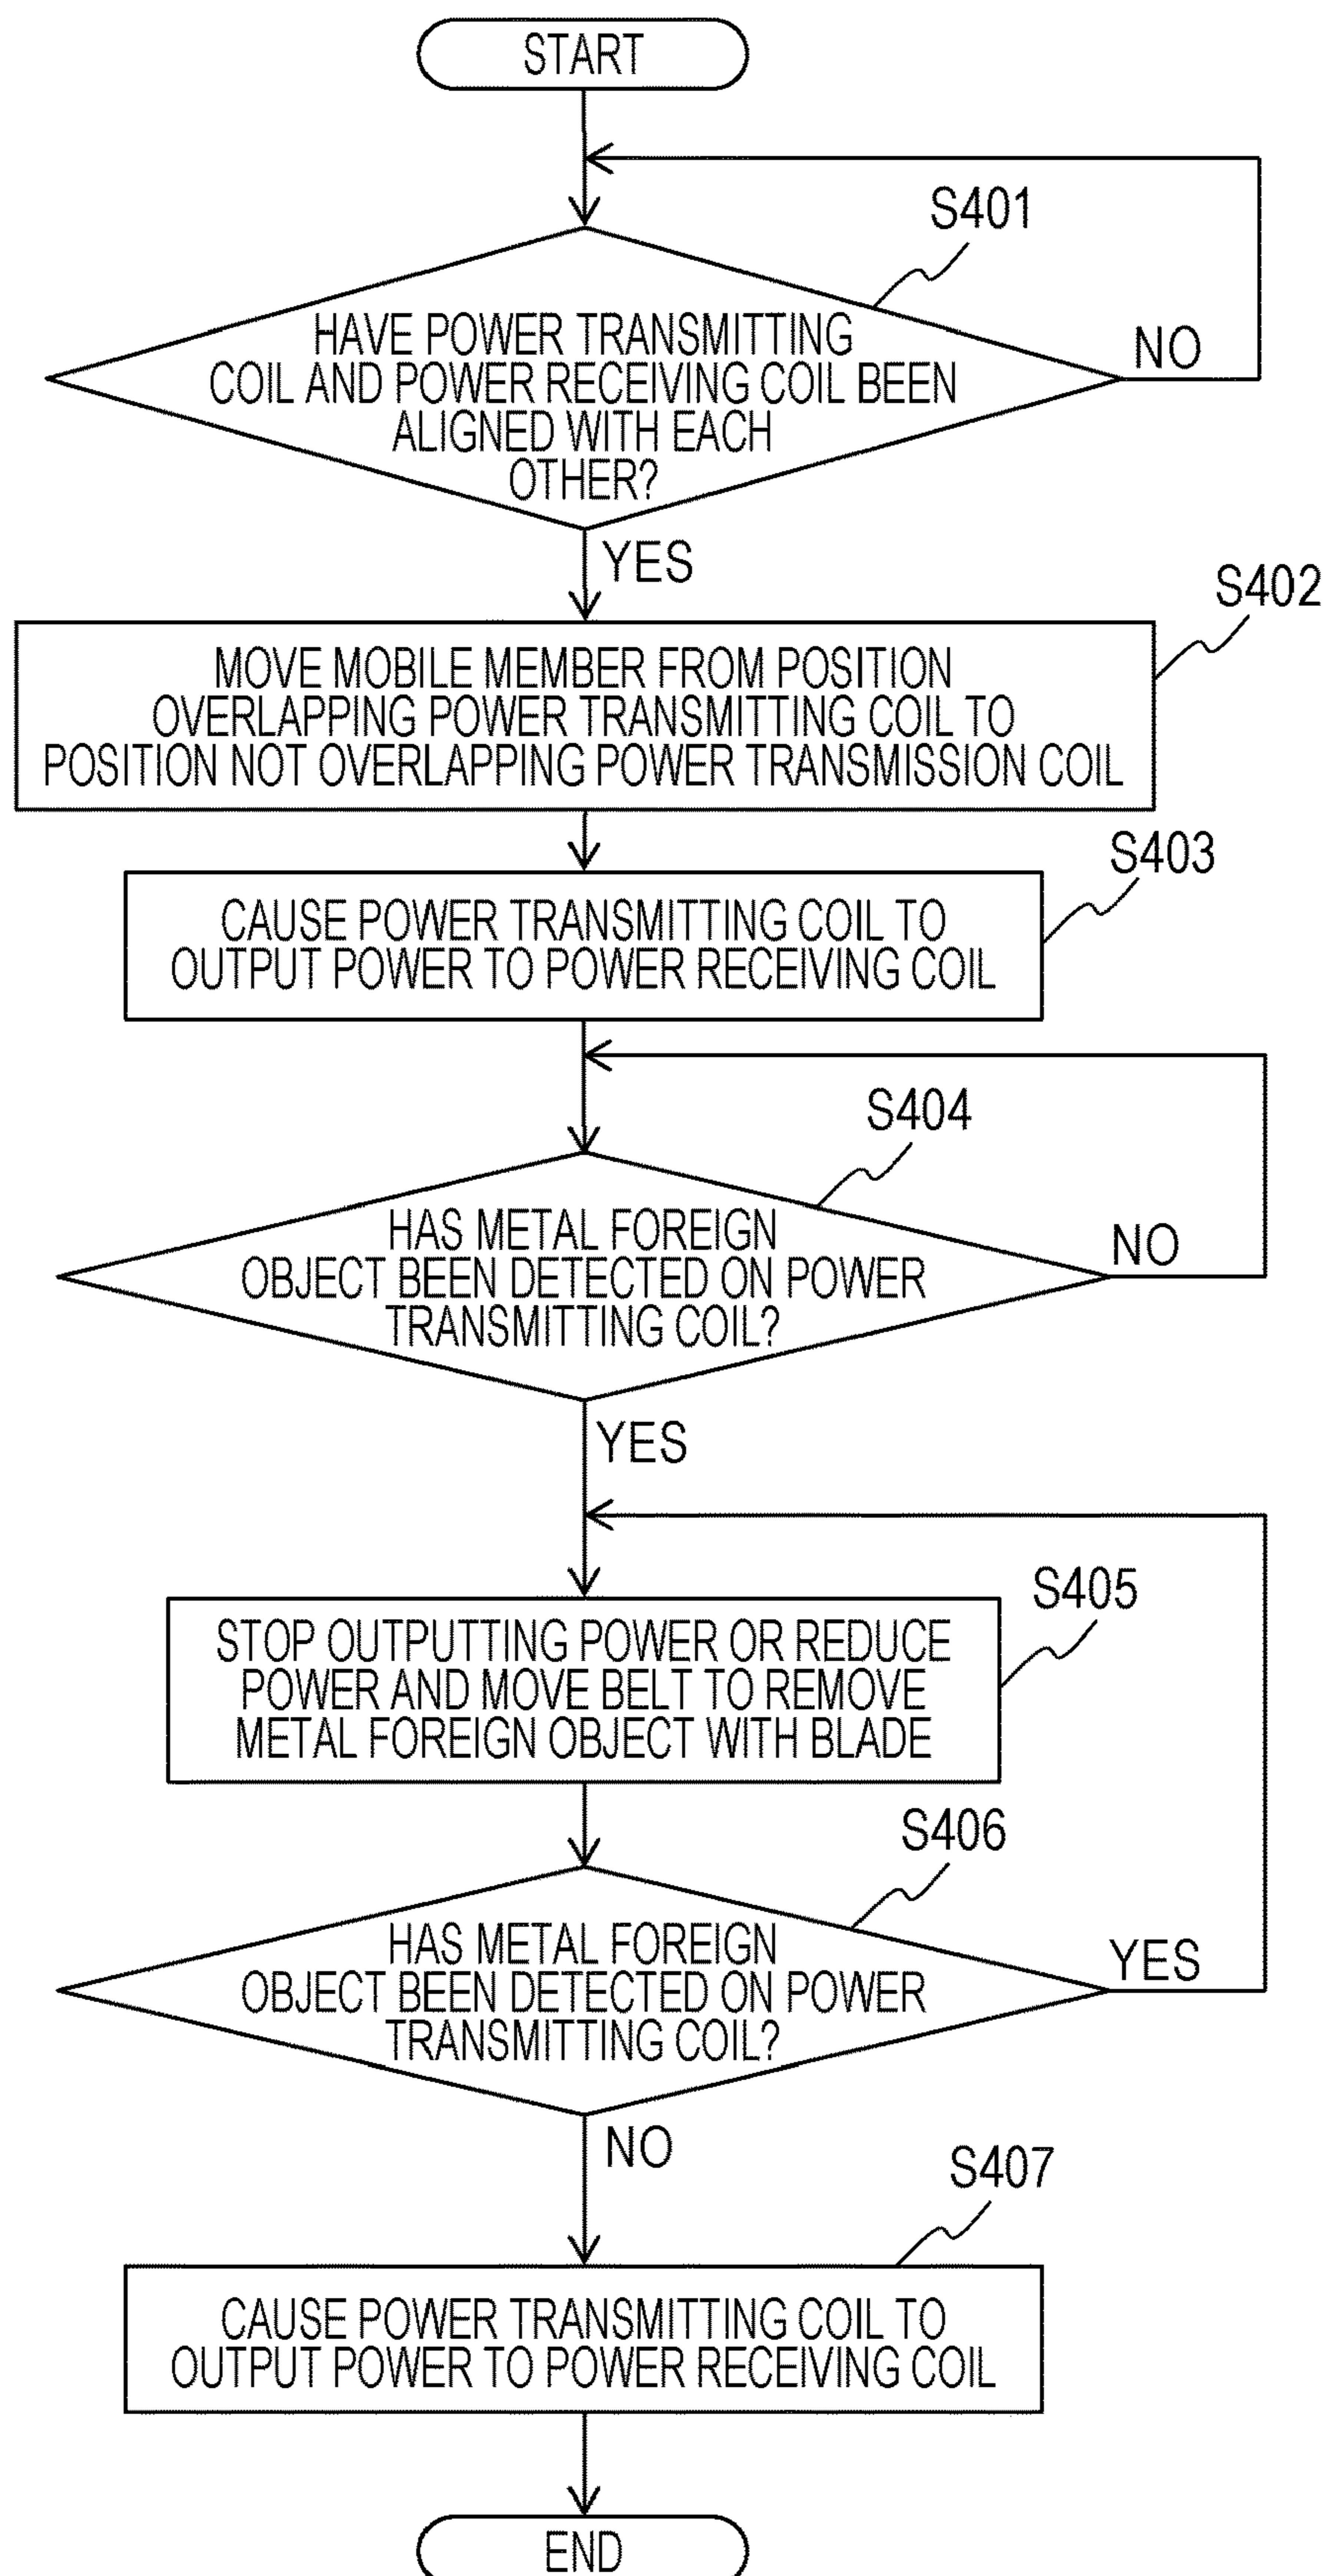 START
S401
HAVE POWER TRANSMITTING
COIL AND POWER RECEIVING COIL BEEN
ALIGNED WITH EACH
OTHER?
NO
YES
S402
MOVE MOBILE MEMBER FROM POSITION
OVERLAPPING POWER TRANSMITTING COIL TO
POSITION NOT OVERLAPPING POWER TRANSMISSION COIL
S403
CAUSE POWER TRANSMITTING COIL TO
OUTPUT POWER TO POWER RECEIVING COIL
S404
HAS METAL FOREIGN
OBJECT BEEN DETECTED ON POWER
TRANSMITTING COIL?
NO
YES
S405
STOP OUTPUTTING POWER OR REDUCE
POWER AND MOVE BELT TO REMOVE
METAL FOREIGN OBJECT WITH BLADE
S406
HAS METAL FOREIGN
OBJECT BEEN DETECTED ON POWER
TRANSMITTING COIL?
YES
NO
S407
CAUSE POWER TRANSMITTING COIL TO
OUTPUT POWER TO POWER RECEIVING COIL
END